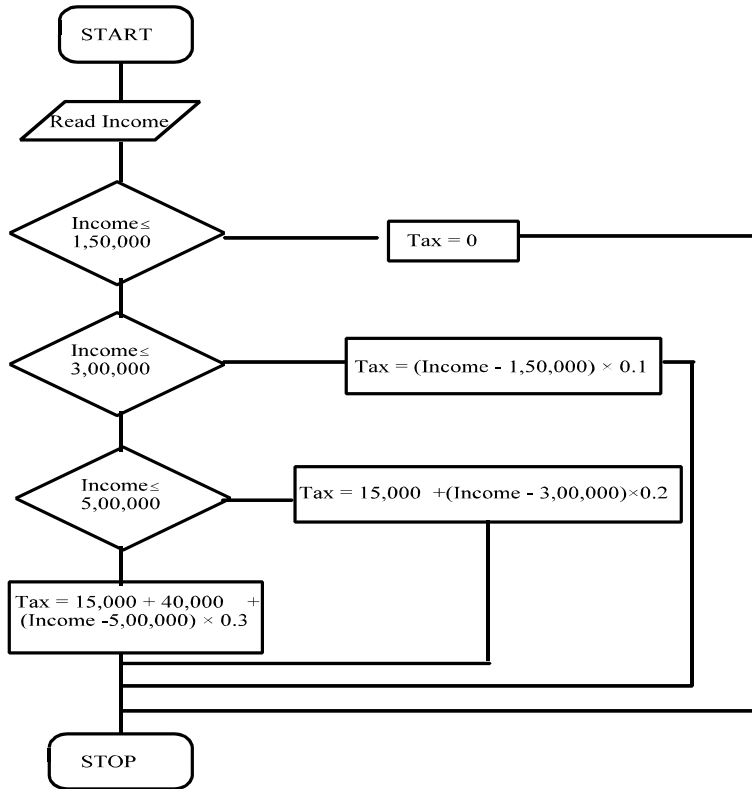 START
Read Income
Income≤
1,50,000
Tax = 0
Income≤
3,00,000
Tax = (Income - 1,50,000) × 0.1
Income≤
5,00,000
Tax = 15,000 +(Income - 3,00,000)×0.2
Tax = 15,000 + 40,000 +
(Income -5,00,000) × 0.3
STOP